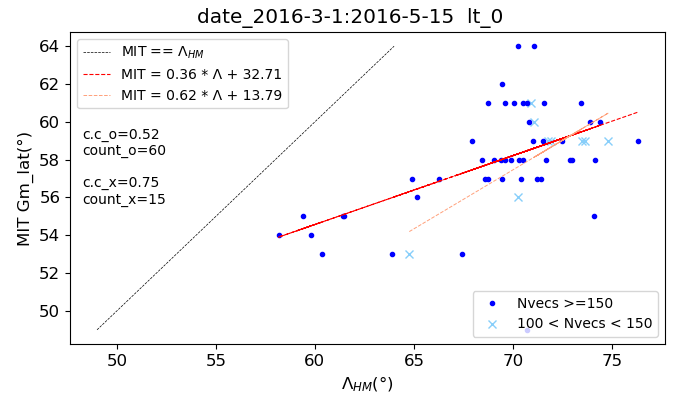 date_2016-3-1:2016-5-15 lt_0
MIT == Λ_HM
MIT = 0.36 * Λ + 32.71
MIT = 0.62 * Λ + 13.79
c.c_o=0.52
count_o=60
c.c_x=0.75
count_x=15
MIT Gm_lat(°)
64
62
60
58
56
54
52
50
Nvecs >=150
100 < Nvecs < 150
50 55 60 65 70 75
Λ_HM(°)